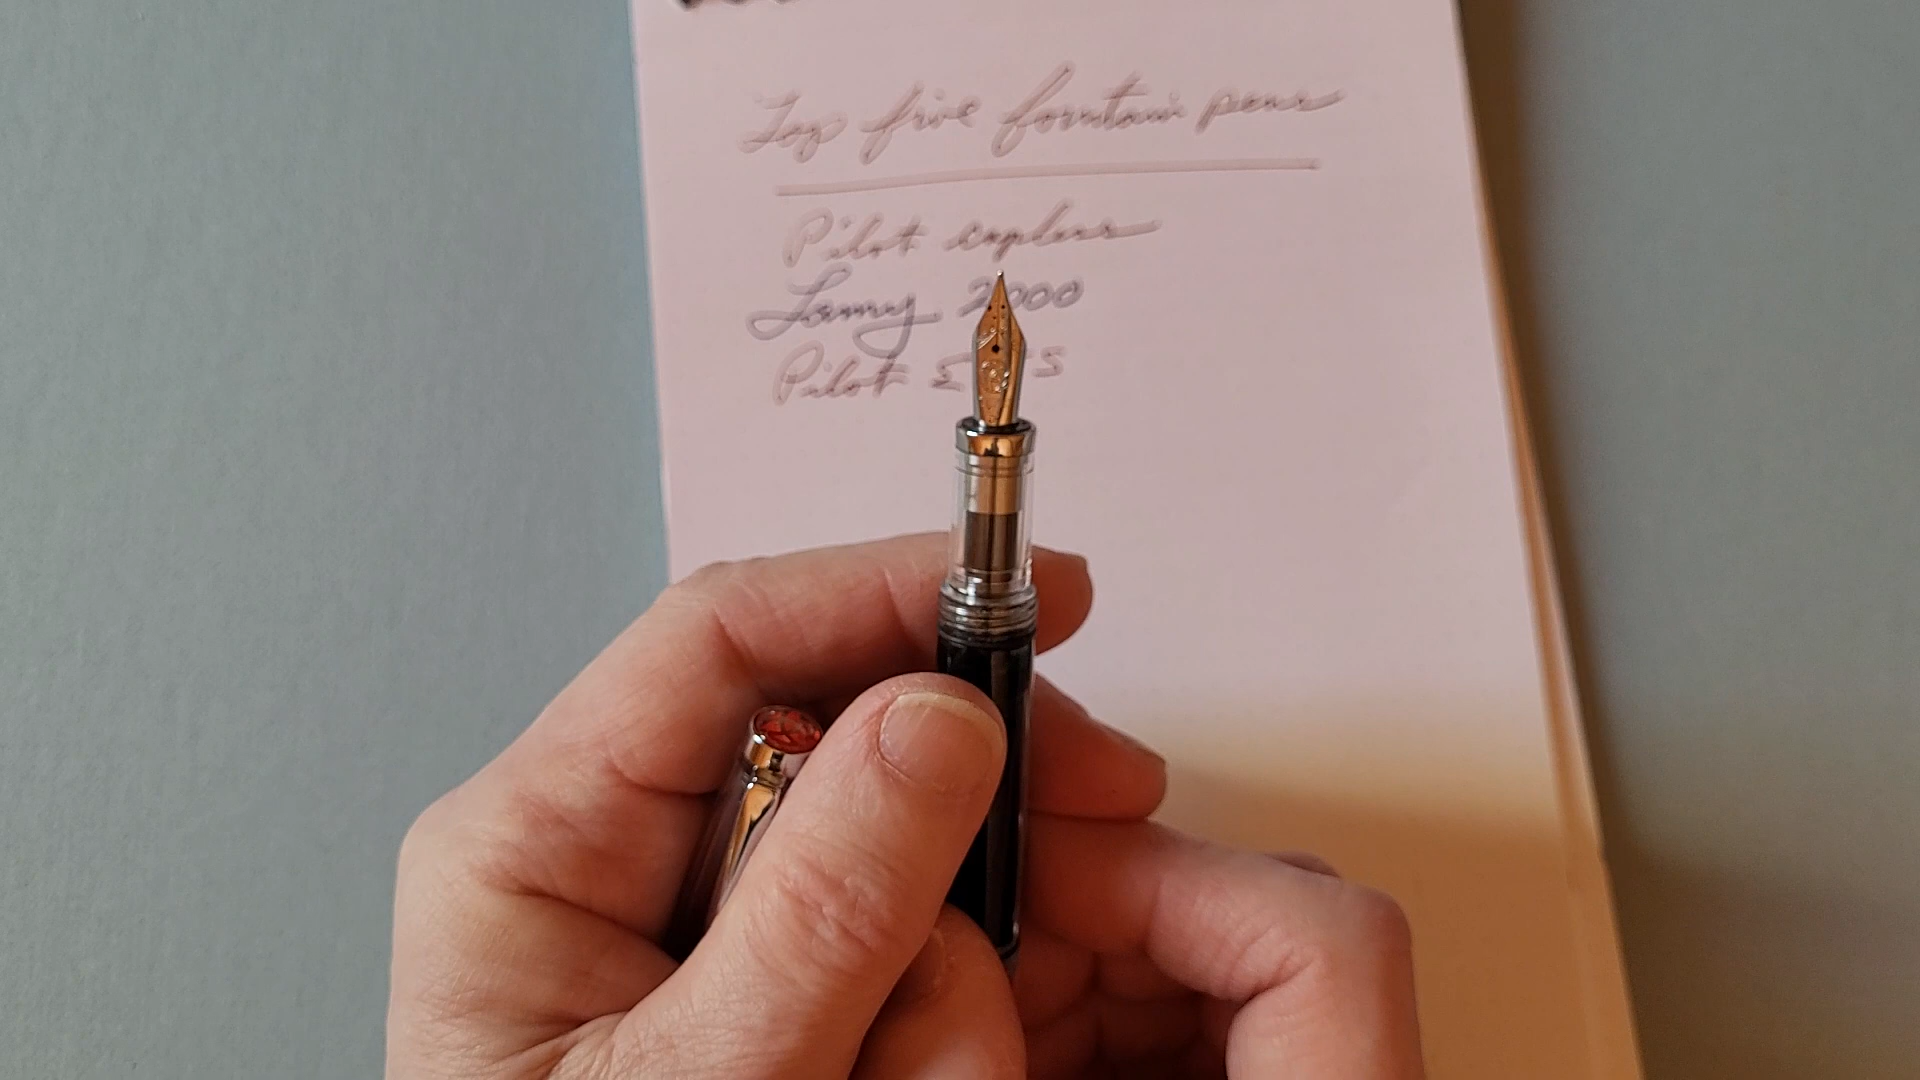 Top five fountain pens
Pilot explorer
Lamy 2000
Pilot